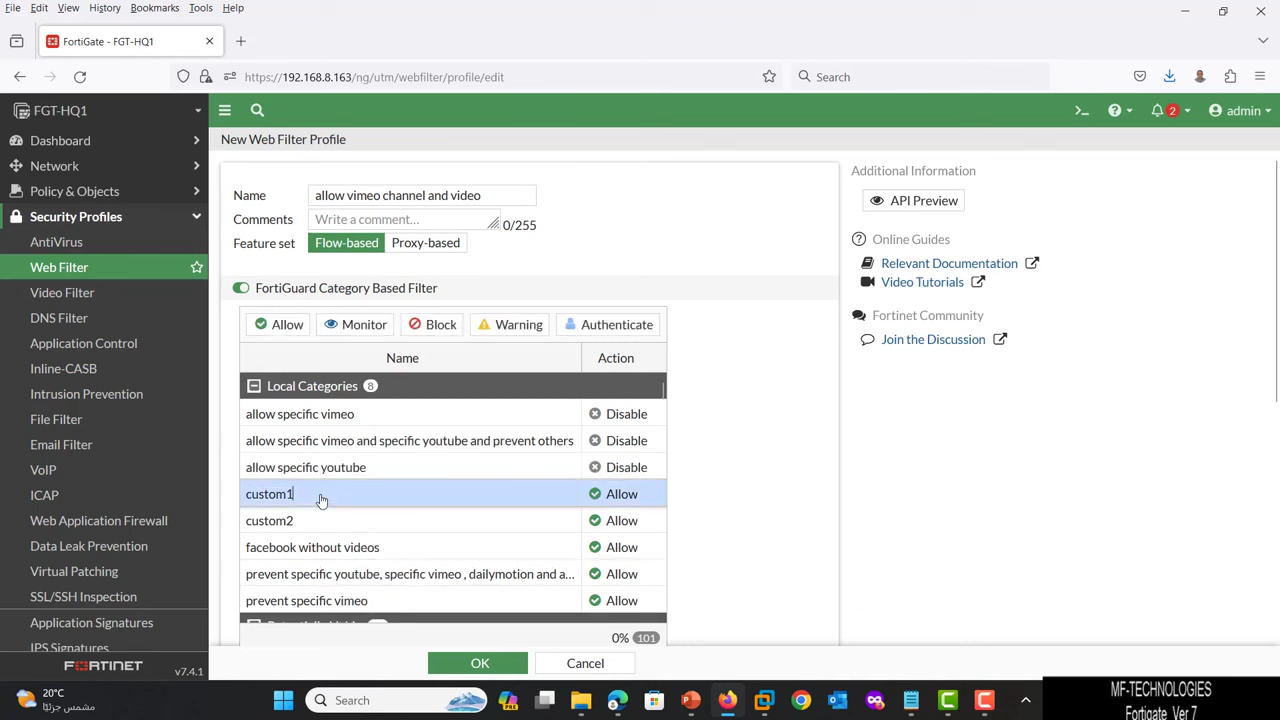 File Edit View History Bookmarks Tools Help
FortiGate - FGT-HQ1
https://192.168.8.163/ng/utm/webfilter/profile/edit
Search
FGT-HQ1
2
admin
Dashboard
Network
Policy & Objects
Security Profiles
AntiVirus
Web Filter
Video Filter
DNS Filter
Application Control
Inline-CASB
Intrusion Prevention
File Filter
Email Filter
VoIP
ICAP
Web Application Firewall
Data Leak Prevention
Virtual Patching
SSL/SSH Inspection
Application Signatures
IPS Signatures
FORTINET v7.4.1
New Web Filter Profile
Name allow vimeo channel and video
Comments Write a comment... 0/255
Feature set Flow-based Proxy-based
FortiGuard Category Based Filter
Allow Monitor Block Warning Authenticate
Name Action
Local Categories 8
allow specific vimeo Disable
allow specific vimeo and specific youtube and prevent others Disable
allow specific youtube Disable
custom1 Allow
custom2 Allow
facebook without videos Allow
prevent specific youtube, specific vimeo , dailymotion and a... Allow
prevent specific vimeo Allow
0% 101
OK Cancel
Additional Information
API Preview
Online Guides
Relevant Documentation
Video Tutorials
Fortinet Community
Join the Discussion
20°C
مشمس جزئيًا
Search
PRE
MF-TECHNOLOGIES
Fortigate Ver 7